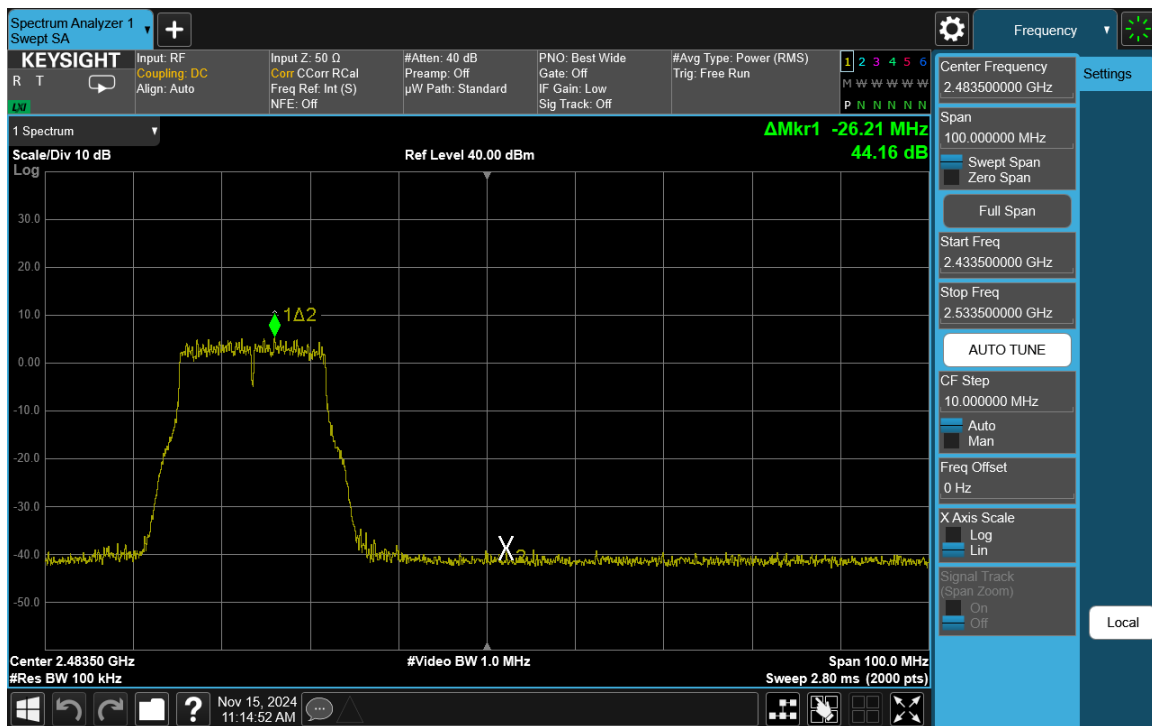 Spectrum Analyzer 1
Swept SA
+
Frequency
KEYSIGHT
R T
LXI
Input: RF
Coupling: DC
Align: Auto
Input Z: 50 Ω
Corr CCorr RCal
Freq Ref: Int (S)
NFE: Off
#Atten: 40 dB
Preamp: Off
µW Path: Standard
PNO: Best Wide
Gate: Off
IF Gain: Low
Sig Track: Off
#Avg Type: Power (RMS)
Trig: Free Run
1 2 3 4 5 6
M W W W W W
P N N N N N
1 Spectrum
Scale/Div 10 dB
Ref Level 40.00 dBm
ΔMkr1 -26.21 MHz
44.16 dB
Log
30.0
20.0
10.0
0.00
-10.0
-20.0
-30.0
-40.0
-50.0
1Δ2
X2
Center 2.48350 GHz
#Res BW 100 kHz
#Video BW 1.0 MHz
Span 100.0 MHz
Sweep 2.80 ms (2000 pts)
Nov 15, 2024
11:14:52 AM
?
Center Frequency
2.483500000 GHz
Span
100.000000 MHz
Swept Span
Zero Span
Full Span
Start Freq
2.433500000 GHz
Stop Freq
2.533500000 GHz
AUTO TUNE
CF Step
10.000000 MHz
Auto
Man
Freq Offset
0 Hz
X Axis Scale
Log
Lin
Signal Track
(Span Zoom)
On
Off
Settings
Local